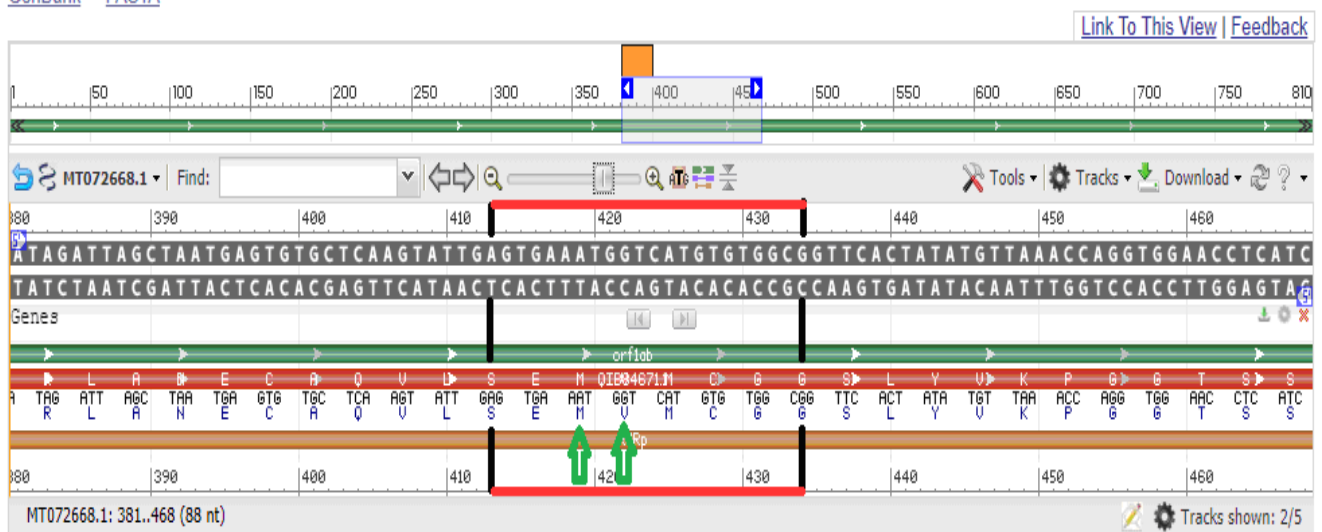 GenBank FASTA
Link To This View | Feedback
1 50 100 150 200 250 300 350 400 450 500 550 600 650 700 750 810
MT072668.1 Find: ATG Tools Tracks Download ?
380 390 400 410 420 430 440 450 460
ATAGATTAGCTAATGAGTGTGCTCAAGTATTGAGTGAAATGGTCATGTGTGGCGGTTCACTATATGTTAAACCAGGTGGAACCTCATC
TATCTAATCGATTACTCACACGAGTTCATAACTCACTTTACCAGTACACACCGCCAAGTGATATACAATTTGGTCCACCTTGGAGTAG
Genes
orf1ab
L A E C A Q V L S E M QIB04671.1 C G G S L Y V K P G G T S S
A TAG ATT AGC TAA TGA GTG TGC TCA AGT ATT GAG TGA AAT GGT CAT GTG TGG CGG TTC ACT ATA TGT TAA ACC AGG TGG AAC CTC ATC
R L A N E C A Q V L S E M V M C G G S L Y V K P G G T S S
380 390 400 410 420 430 440 450 460
MT072668.1: 381..468 (88 nt) Tracks shown: 2/5